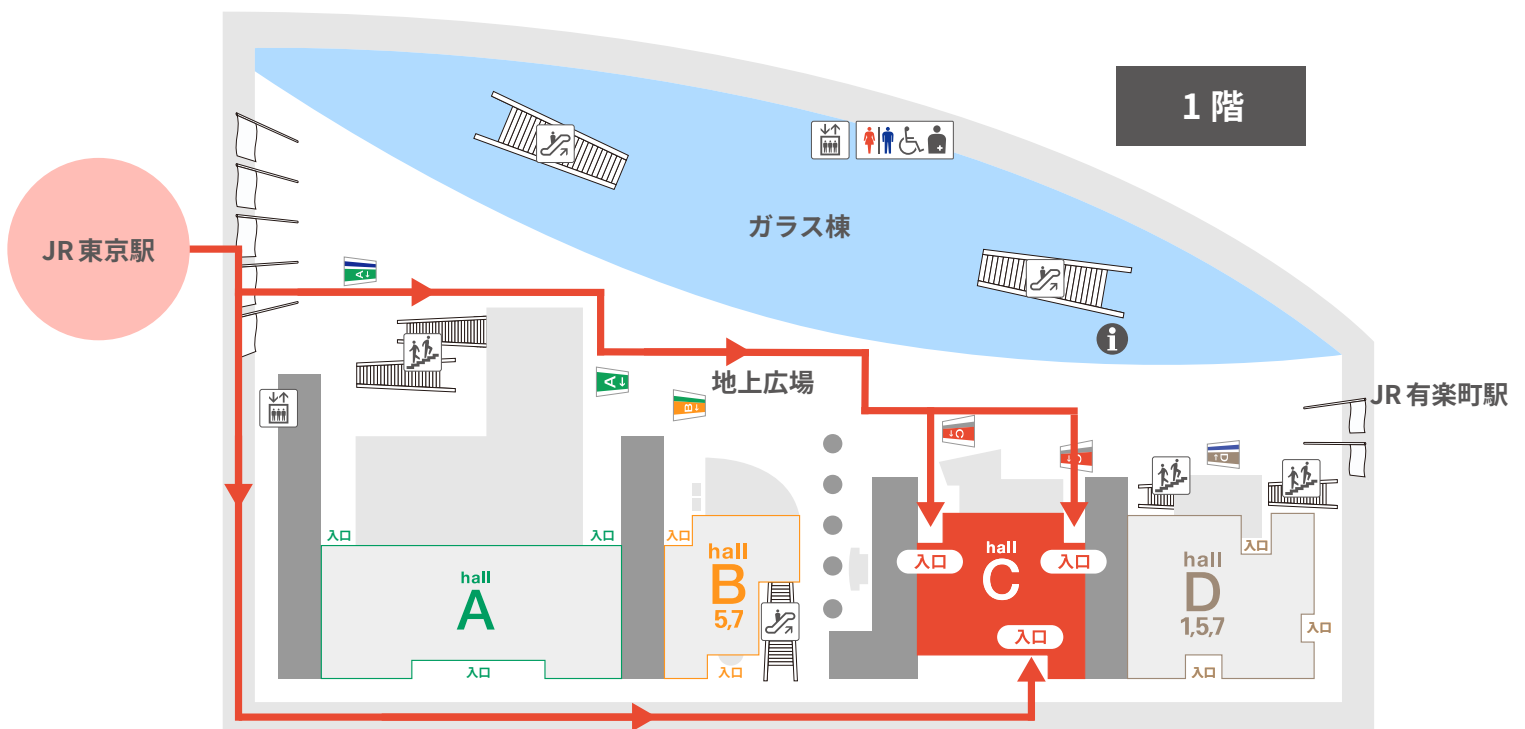 1階
JR東京駅
ガラス棟
A↓
i
地上広場
JR有楽町駅
A↓
B↓
C↓
C↓
D↓
入口
入口
hall
A
入口
入口
hall
B
5,7
入口
入口
hall
C
入口
入口
入口
hall
D
1,5,7
入口
入口